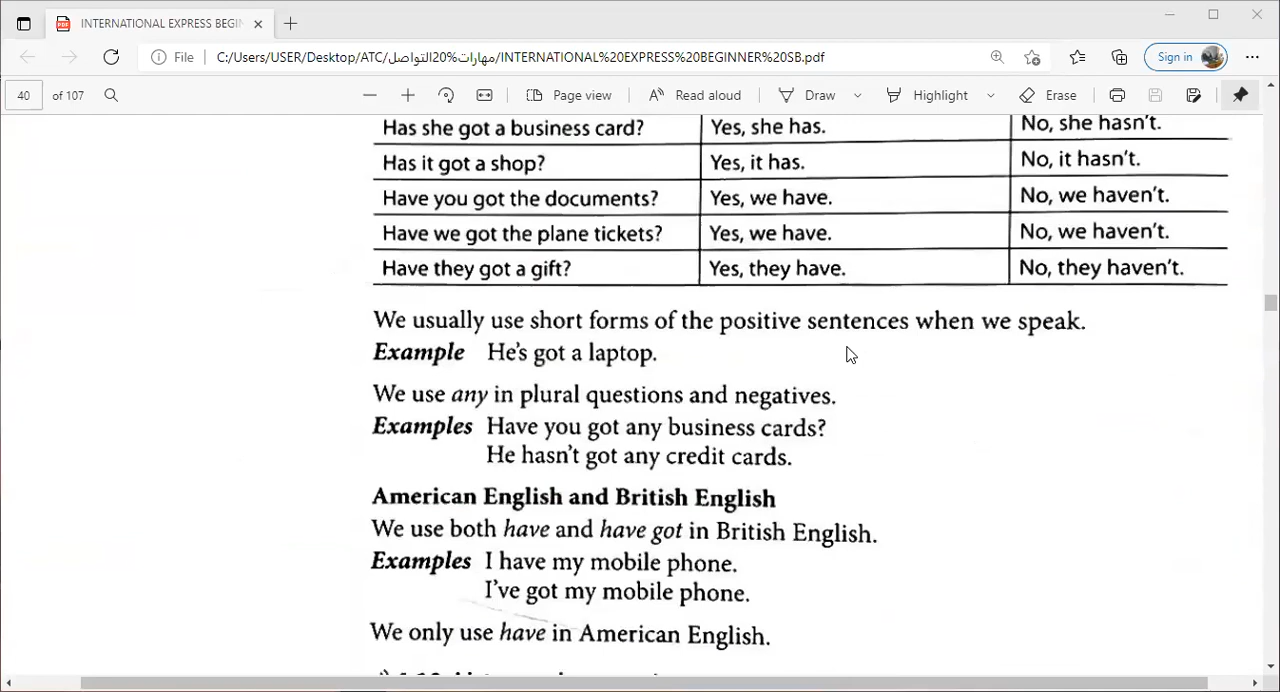 INTERNATIONAL EXPRESS BEGIN
File C:/Users/USER/Desktop/ATC/مهارات%20التواصل/INTERNATIONAL%20EXPRESS%20BEGINNER%20SB.pdf Sign in
40 of 107 Page view Read aloud Draw Highlight Erase
Has she got a business card? Yes, she has. No, she hasn't.
Has it got a shop? Yes, it has. No, it hasn't.
Have you got the documents? Yes, we have. No, we haven't.
Have we got the plane tickets? Yes, we have. No, we haven't.
Have they got a gift? Yes, they have. No, they haven't.
We usually use short forms of the positive sentences when we speak.
Example He's got a laptop.
We use any in plural questions and negatives.
Examples Have you got any business cards?
He hasn't got any credit cards.
American English and British English
We use both have and have got in British English.
Examples I have my mobile phone.
I've got my mobile phone.
We only use have in American English.